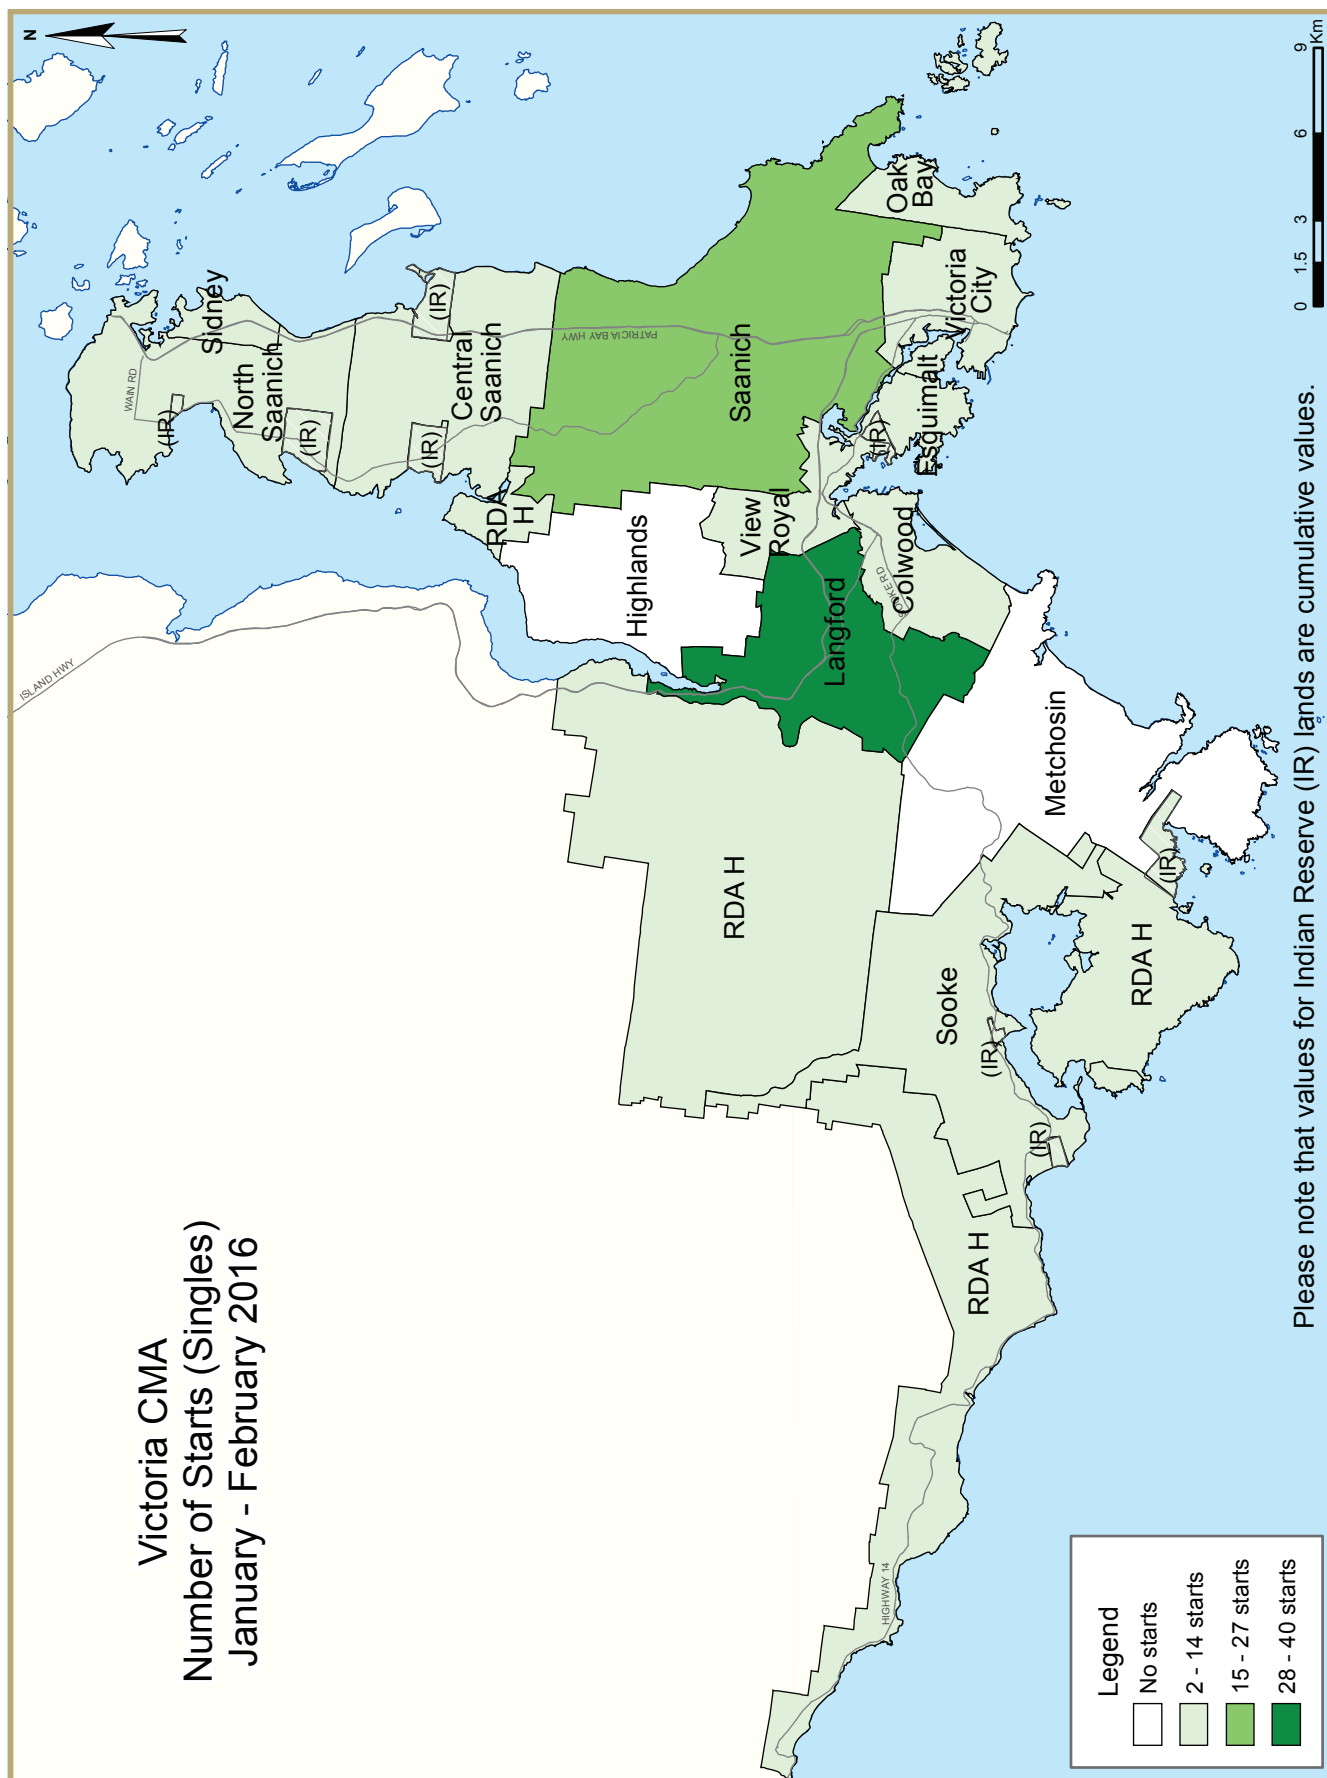 Victoria CMA
Number of Starts (Singles)
January - February 2016
N
ISLAND HWY
WAIN RD
Sidney
North
Saanich
(IR)
(IR)
(IR)
(IR)
Central
Saanich
PATRICIA BAY HWY
RDA
H
Saanich
Highlands
View
Royal
Oak
Bay
Victoria
City
Esquimalt
(IR)
Colwood
SOOKE RD
Langford
Metchosin
(IR)
RDA H
RDA H
Sooke
(IR)
(IR)
RDA H
HIGHWAY 14
Legend
No starts
2 - 14 starts
15 - 27 starts
28 - 40 starts
0 1.5 3 6 9
Km
Please note that values for Indian Reserve (IR) lands are cumulative values.